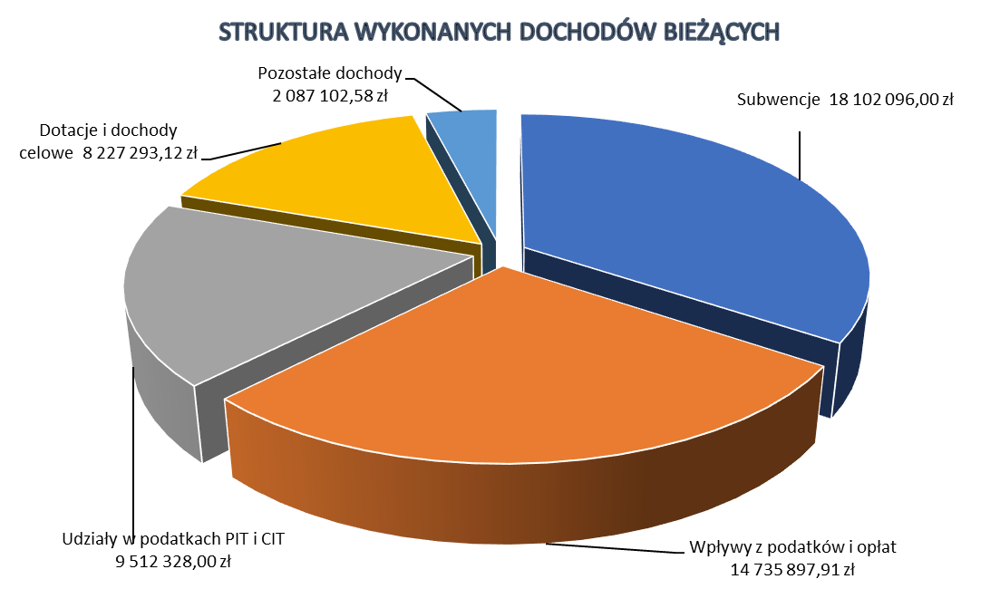 STRUKTURA WYKONANYCH DOCHODÓW BIEŻĄCYCH
Pozostałe dochody
2 087 102,58 zł
Subwencje 18 102 096,00 zł
Dotacje i dochody
celowe 8 227 293,12 zł
Udziały w podatkach PIT i CIT
9 512 328,00 zł
Wpływy z podatków i opłat
14 735 897,91 zł